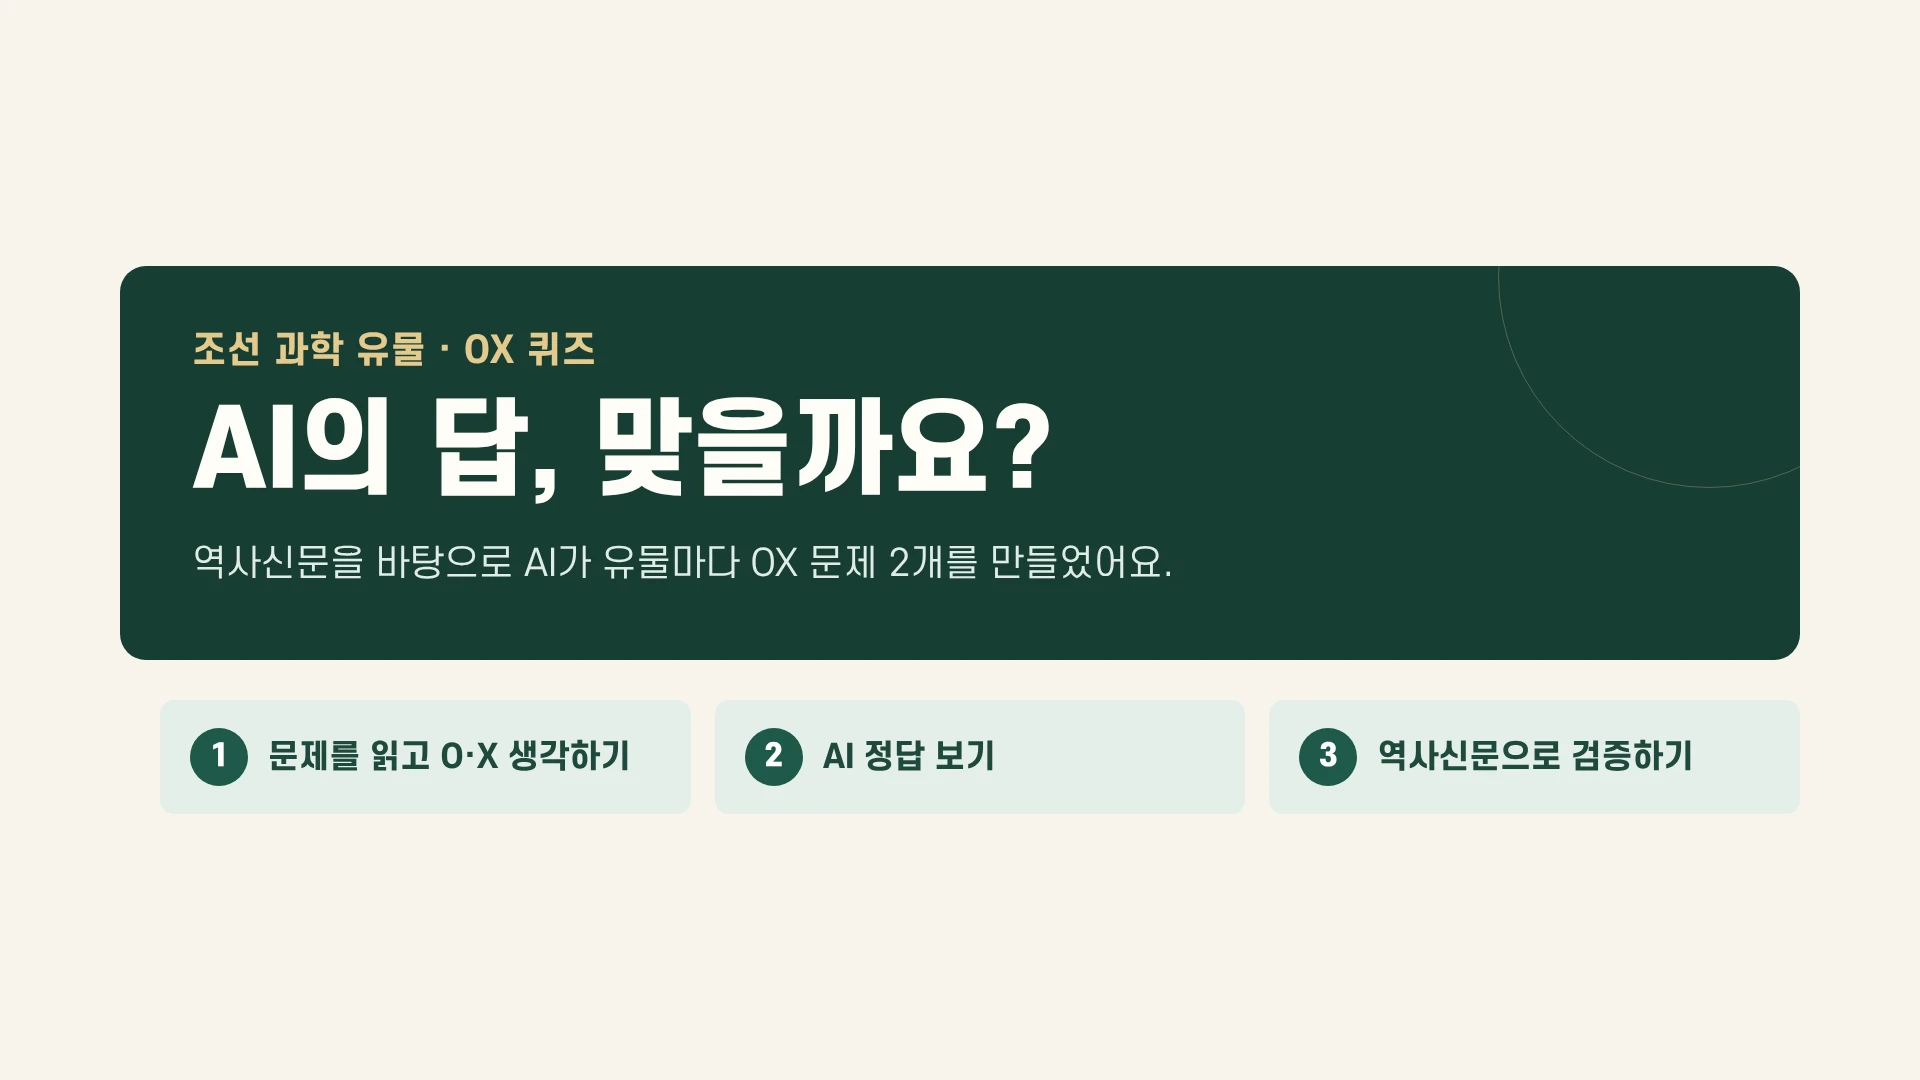 조선 과학 유물 · OX 퀴즈
AI의 답, 맞을까요?
역사신문을 바탕으로 AI가 유물마다 OX 문제 2개를 만들었어요.
1 문제를 읽고 O·X 생각하기
2 AI 정답 보기
3 역사신문으로 검증하기